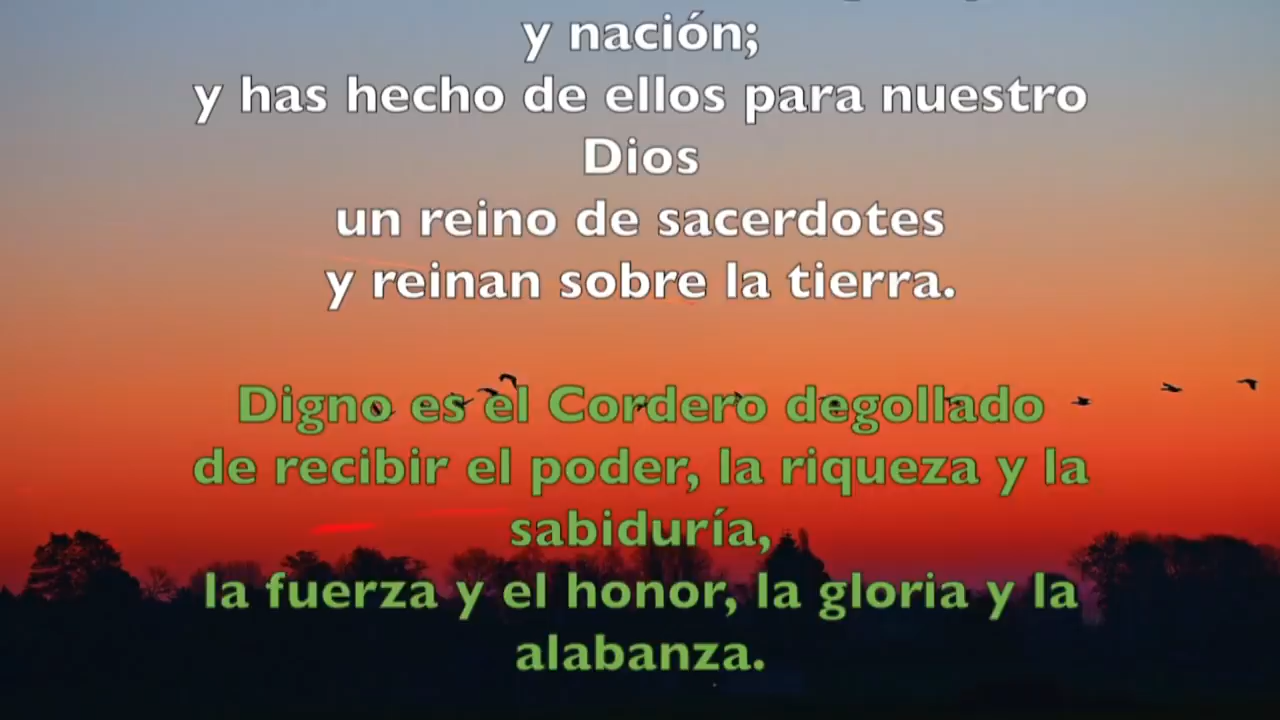 y nación;
y has hecho de ellos para nuestro
Dios
un reino de sacerdotes
y reinan sobre la tierra.
Digno es el Cordero degollado
de recibir el poder, la riqueza y la
sabiduría,
la fuerza y el honor, la gloria y la
alabanza.